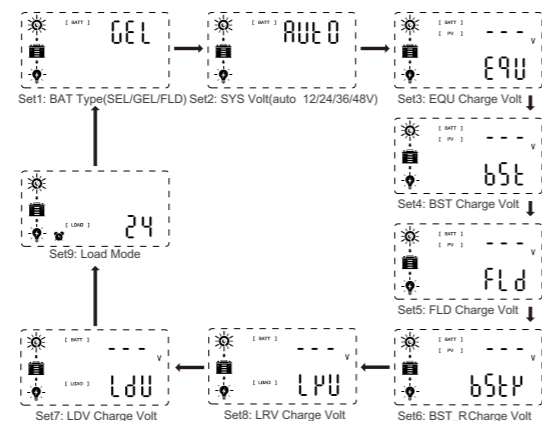 [ BATT ]
GEL
Set1: BAT Type(SEL/GEL/FLD)
[ BATT ]
AUtO
Set2: SYS Volt(auto 12/24/36/48V)
[ BATT ]
[ PV ]
- - -
V
EqU
Set3: EQU Charge Volt
[ BATT ]
[ PV ]
- - -
V
bSt
Set4: BST Charge Volt
[ BATT ]
[ PV ]
- - -
V
FLd
Set5: FLD Charge Volt
[ BATT ]
[ PV ]
- - -
V
bStr
Set6: BST_RCharge Volt
[ BATT ]
- - -
V
[ LOAD ]
LrU
Set8: LRV Charge Volt
[ BATT ]
- - -
V
[ LOAD ]
LdU
Set7: LDV Charge Volt
[ LOAD ]
24
Set9: Load Mode